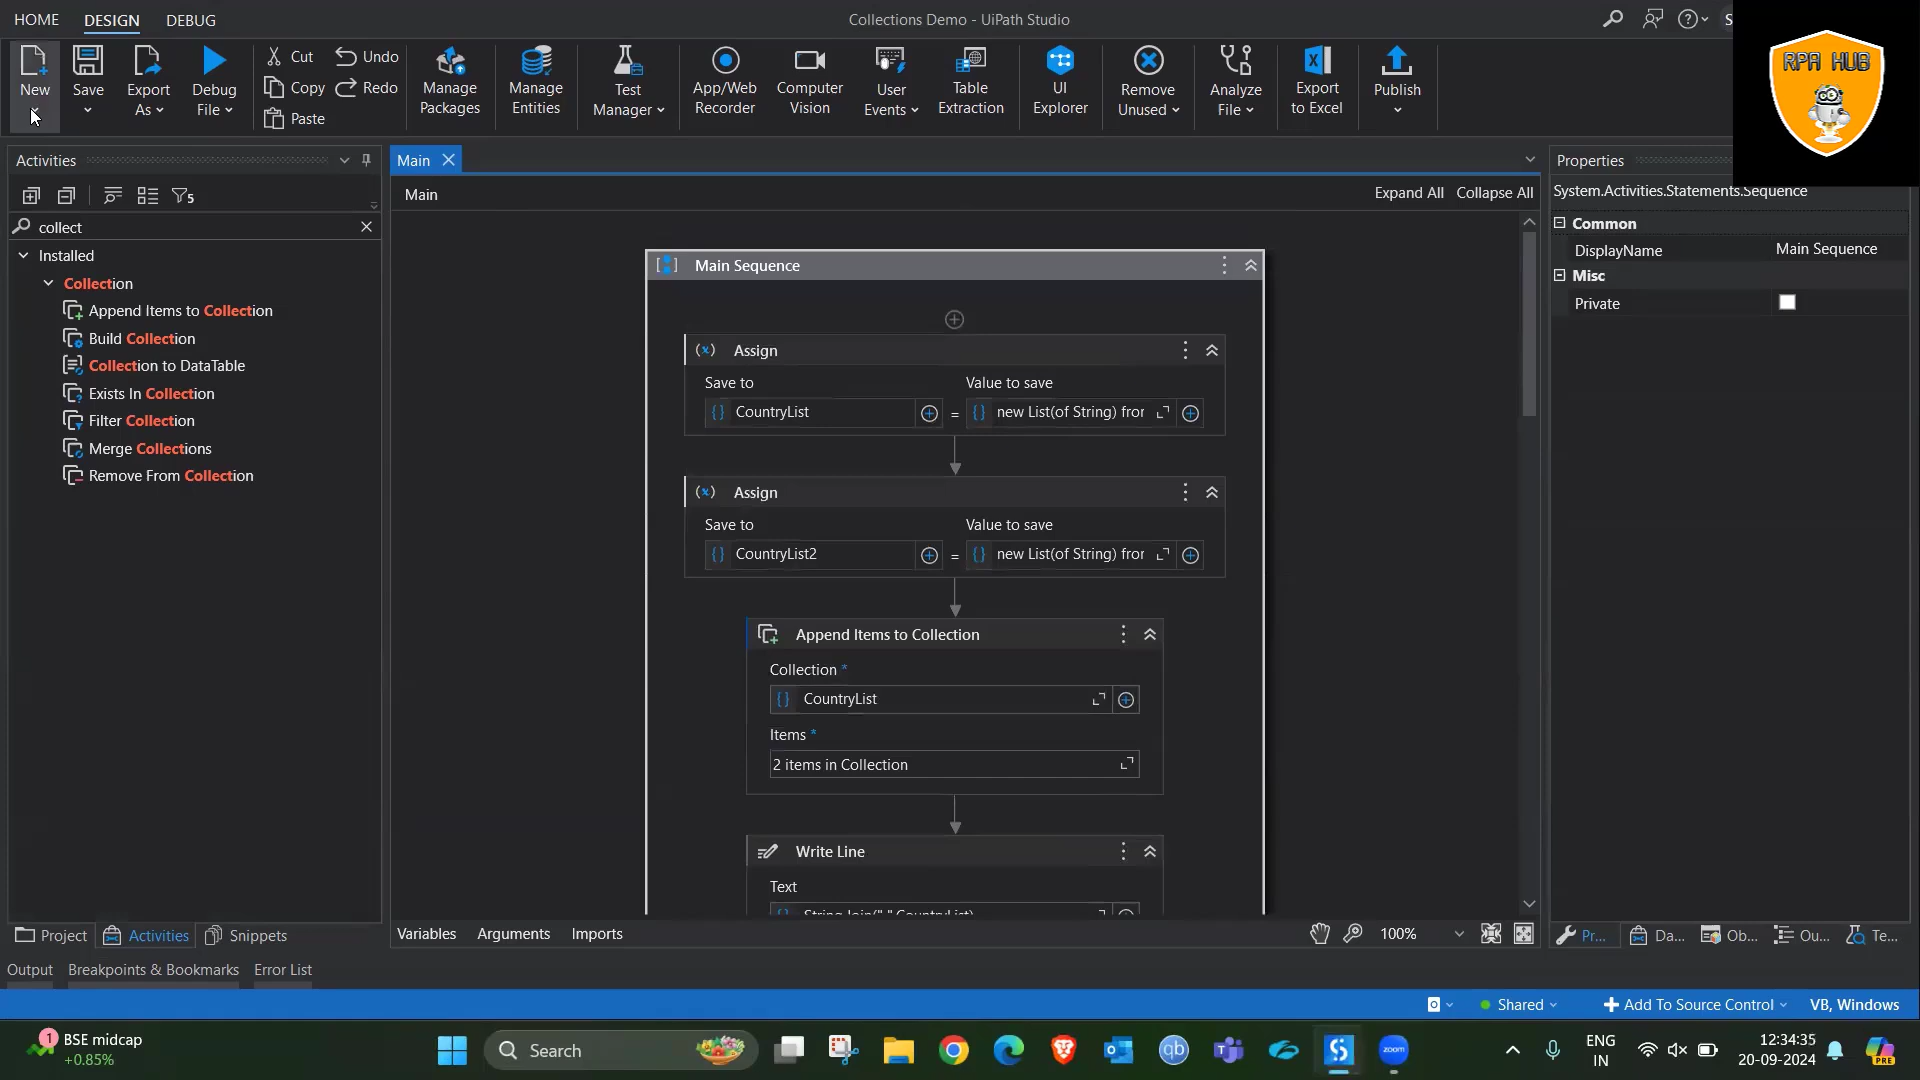 HOME DESIGN DEBUG
Collections Demo - UiPath Studio
New
Save
Export As
Debug File
Cut
Copy
Paste
Undo
Redo
Manage Packages
Manage Entities
Test Manager
App/Web Recorder
Computer Vision
User Events
Table Extraction
UI Explorer
Remove Unused
Analyze File
Export to Excel
Publish
RPA HUB
Activities
5
collect
Installed
Collection
Append Items to Collection
Build Collection
Collection to DataTable
Exists In Collection
Filter Collection
Merge Collections
Remove From Collection
Project Activities Snippets
Main
Main
Expand All Collapse All
Main Sequence
Assign
Save to Value to save
CountryList = new List(of String) fror
Assign
Save to Value to save
CountryList2 = new List(of String) fror
Append Items to Collection
Collection *
CountryList
Items *
2 items in Collection
Write Line
Text
String.Join(",",CountryList)
Variables Arguments Imports
100%
Properties
System.Activities.Statements.Sequence
Common
DisplayName Main Sequence
Misc
Private
Pr... Da... Ob... Ou... Te...
Output Breakpoints & Bookmarks Error List
Shared Add To Source Control VB, Windows
1 BSE midcap
+0.85%
Search
qb
zoom
ENG
IN
12:34:35
20-09-2024
PRE